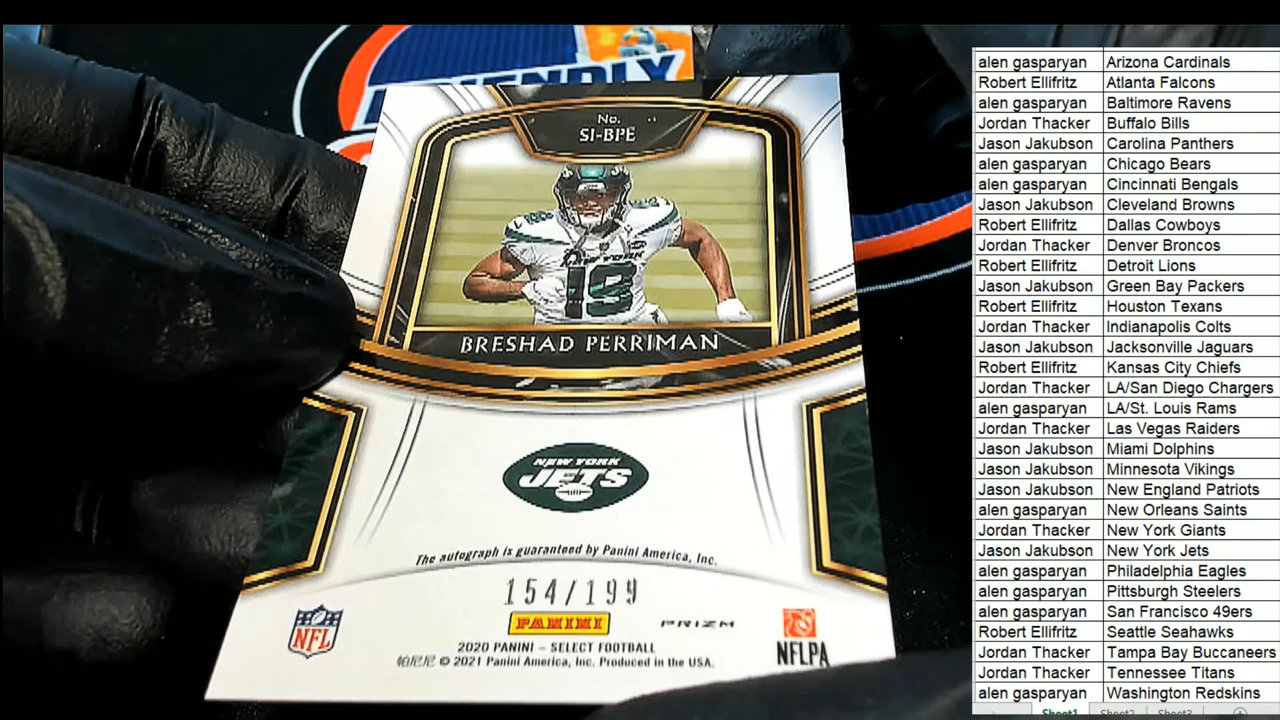 No.
SI-BPE
NEW YORK
19
BRESHAD PERRIMAN
NEW YORK
JETS
The autograph is guaranteed by Panini America, Inc.
154/199
PANINI PRIZM
NFL
NFLPA
2020 PANINI – SELECT FOOTBALL
帕尼尼 © 2021 Panini America, Inc. Produced in the USA.
alen gasparyan Arizona Cardinals
Robert Ellifritz Atlanta Falcons
alen gasparyan Baltimore Ravens
Jordan Thacker Buffalo Bills
Jason Jakubson Carolina Panthers
alen gasparyan Chicago Bears
alen gasparyan Cincinnati Bengals
Jason Jakubson Cleveland Browns
Robert Ellifritz Dallas Cowboys
Jordan Thacker Denver Broncos
Robert Ellifritz Detroit Lions
Jason Jakubson Green Bay Packers
Robert Ellifritz Houston Texans
Jordan Thacker Indianapolis Colts
Jason Jakubson Jacksonville Jaguars
Robert Ellifritz Kansas City Chiefs
Jordan Thacker LA/San Diego Chargers
alen gasparyan LA/St. Louis Rams
Jordan Thacker Las Vegas Raiders
Jason Jakubson Miami Dolphins
Jason Jakubson Minnesota Vikings
Jason Jakubson New England Patriots
alen gasparyan New Orleans Saints
Jordan Thacker New York Giants
Jason Jakubson New York Jets
alen gasparyan Philadelphia Eagles
alen gasparyan Pittsburgh Steelers
alen gasparyan San Francisco 49ers
Robert Ellifritz Seattle Seahawks
Jordan Thacker Tampa Bay Buccaneers
Jordan Thacker Tennessee Titans
alen gasparyan Washington Redskins
Sheet1 Sheet2 Sheet3